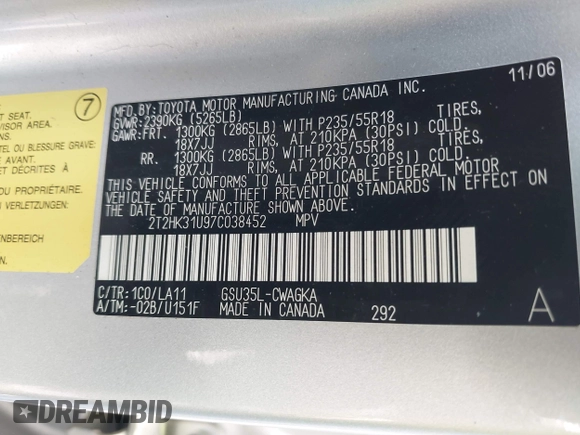 7
SEAT.
AREA.
TEL OU BLESSURE GRAVE:
ET DÉCRITES À
DU PROPRIÉTAIRE.
VERLETZUNGEN:
MFD. BY: TOYOTA MOTOR MANUFACTURING CANADA INC. 11/06
GVWR: 2390KG (5265LB)
GAWR: FRT. 1300KG (2865LB) WITH P235/55R18 TIRES,
18X7JJ RIMS, AT 210KPA (30PSI) COLD.
RR. 1300KG (2865LB) WITH P235/55R18 TIRES,
18X7JJ RIMS, AT 210KPA (30PSI) COLD.
THIS VEHICLE CONFORMS TO ALL APPLICABLE FEDERAL MOTOR
VEHICLE SAFETY AND THEFT PREVENTION STANDARDS IN EFFECT ON
THE DATE OF MANUFACTURE SHOWN ABOVE.
2T2HK31U97C038452 MPV
C/TR: 1C0/LA11 GSU35L-CWAGKA
A/TM: -02B/U151F MADE IN CANADA 292 A
DREAMBID